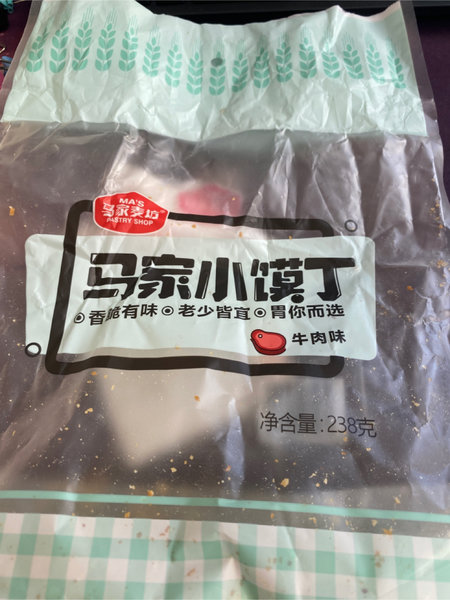 MA'S
马家麦坊
PASTRY SHOP
马家小馍丁
香脆有味 老少皆宜 胃你而选
牛肉味
净含量:238克